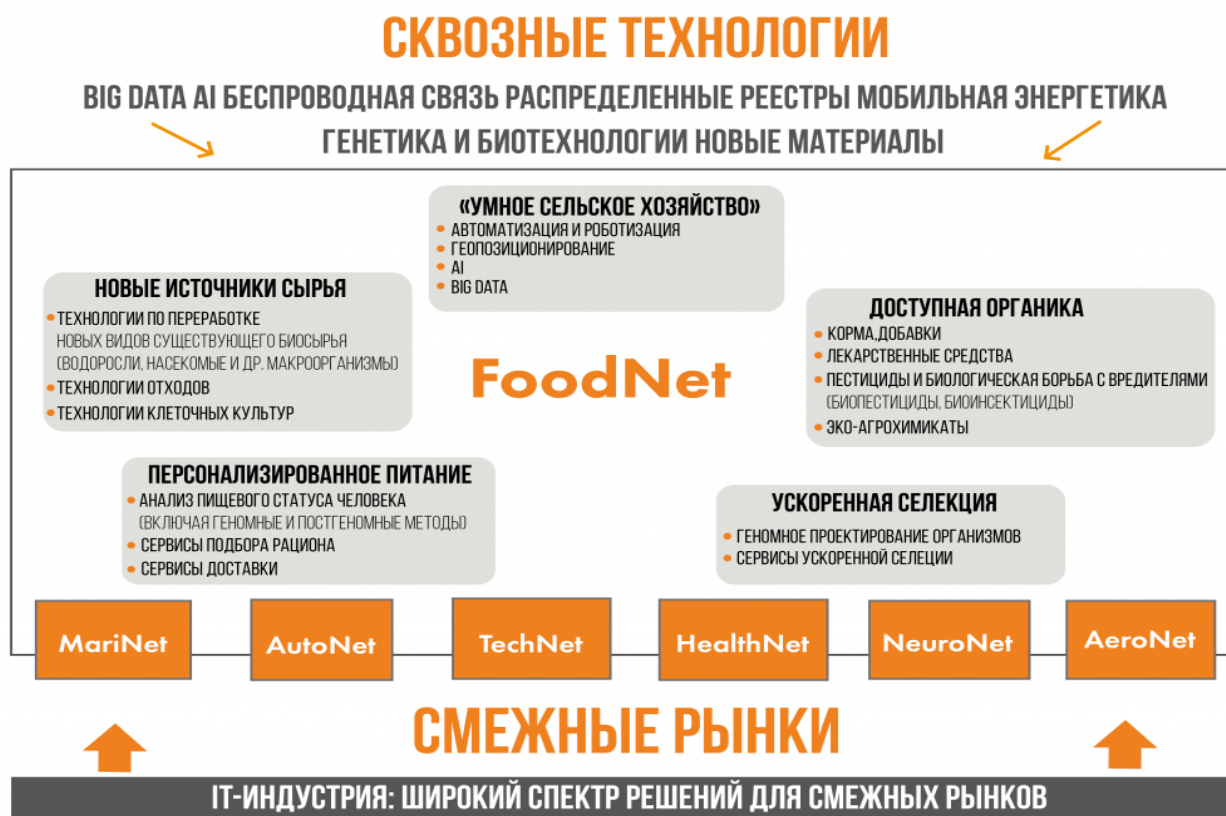 СКВОЗНЫЕ ТЕХНОЛОГИИ
BIG DATA AI БЕСПРОВОДНАЯ СВЯЗЬ РАСПРЕДЕЛЕННЫЕ РЕЕСТРЫ МОБИЛЬНАЯ ЭНЕРГЕТИКА
ГЕНЕТИКА И БИОТЕХНОЛОГИИ НОВЫЕ МАТЕРИАЛЫ
«УМНОЕ СЕЛЬСКОЕ ХОЗЯЙСТВО»
АВТОМАТИЗАЦИЯ И РОБОТИЗАЦИЯ
ГЕОПОЗИЦИОНИРОВАНИЕ
AI
BIG DATA
НОВЫЕ ИСТОЧНИКИ СЫРЬЯ
ТЕХНОЛОГИИ ПО ПЕРЕРАБОТКЕ
НОВЫХ ВИДОВ СУЩЕСТВУЮЩЕГО БИОСЫРЬЯ
(ВОДОРОСЛИ, НАСЕКОМЫЕ И ДР. МАКРООРГАНИЗМЫ)
ТЕХНОЛОГИИ ОТХОДОВ
ТЕХНОЛОГИИ КЛЕТОЧНЫХ КУЛЬТУР
FoodNet
ДОСТУПНАЯ ОРГАНИКА
КОРМА,ДОБАВКИ
ЛЕКАРСТВЕННЫЕ СРЕДСТВА
ПЕСТИЦИДЫ И БИОЛОГИЧЕСКАЯ БОРЬБА С ВРЕДИТЕЛЯМИ
(БИОПЕСТИЦИДЫ, БИОИНСЕКТИЦИДЫ)
ЭКО-АГРОХИМИКАТЫ
ПЕРСОНАЛИЗИРОВАННОЕ ПИТАНИЕ
АНАЛИЗ ПИЩЕВОГО СТАТУСА ЧЕЛОВЕКА
(ВКЛЮЧАЯ ГЕНОМНЫЕ И ПОСТГЕНОМНЫЕ МЕТОДЫ)
СЕРВИСЫ ПОДБОРА РАЦИОНА
СЕРВИСЫ ДОСТАВКИ
УСКОРЕННАЯ СЕЛЕКЦИЯ
ГЕНОМНОЕ ПРОЕКТИРОВАНИЕ ОРГАНИЗМОВ
СЕРВИСЫ УСКОРЕННОЙ СЕЛЕЦИИ
MariNet
AutoNet
TechNet
HealthNet
NeuroNet
AeroNet
СМЕЖНЫЕ РЫНКИ
IT-ИНДУСТРИЯ: ШИРОКИЙ СПЕКТР РЕШЕНИЙ ДЛЯ СМЕЖНЫХ РЫНКОВ